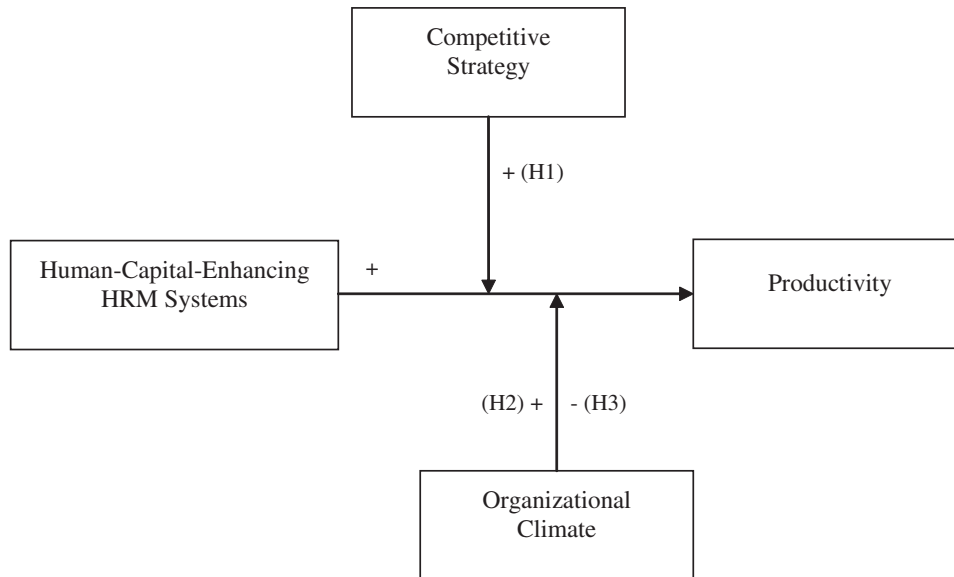 Competitive
Strategy
+ (H1)
Human-Capital-Enhancing
HRM Systems
+
Productivity
(H2) +
- (H3)
Organizational
Climate